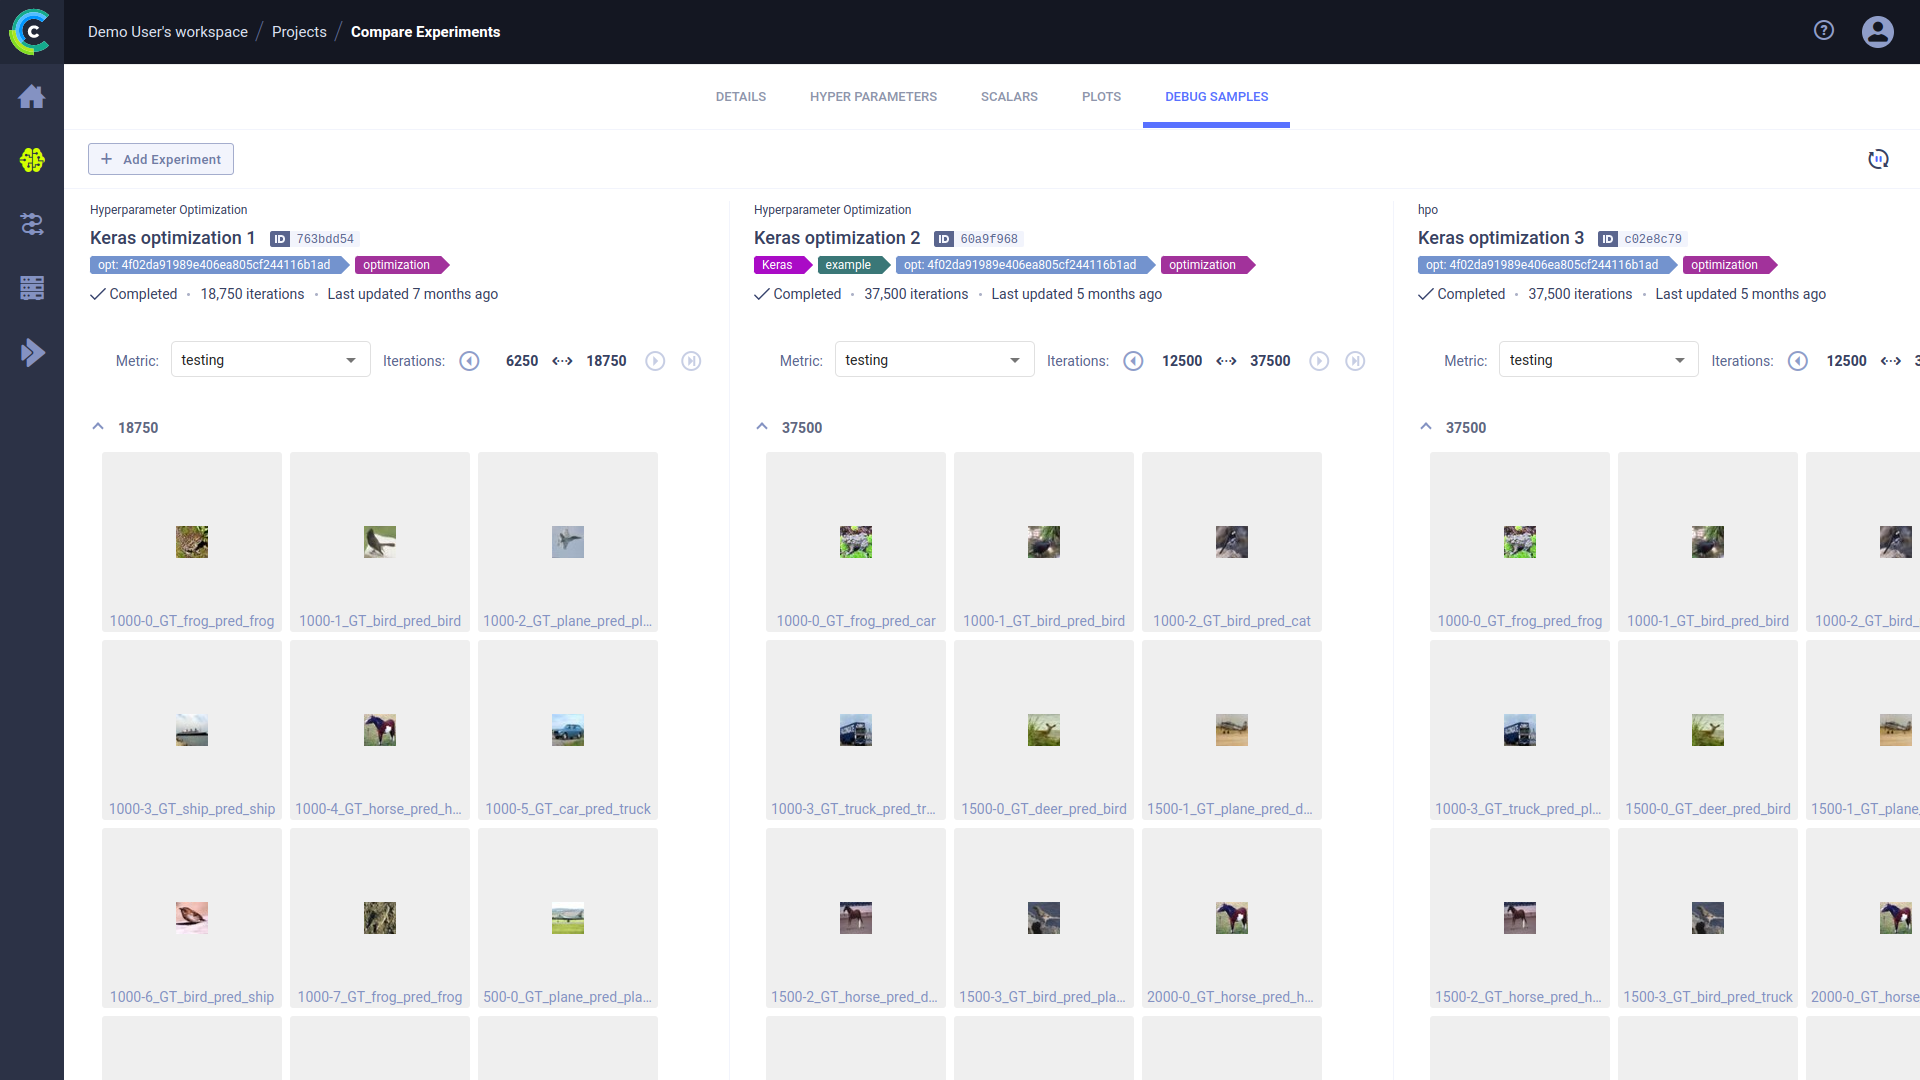 Demo User's workspace / Projects / Compare Experiments
DETAILS HYPER PARAMETERS SCALARS PLOTS DEBUG SAMPLES
+ Add Experiment
Hyperparameter Optimization
Keras optimization 1 ID 763bdd54
opt: 4f02da91989e406ea805cf244116b1ad optimization
Completed • 18,750 iterations • Last updated 7 months ago
Metric: testing Iterations: 6250 18750
18750
1000-0_GT_frog_pred_frog 1000-1_GT_bird_pred_bird 1000-2_GT_plane_pred_pl...
1000-3_GT_ship_pred_ship 1000-4_GT_horse_pred_h... 1000-5_GT_car_pred_truck
1000-6_GT_bird_pred_ship 1000-7_GT_frog_pred_frog 500-0_GT_plane_pred_pla...
Hyperparameter Optimization
Keras optimization 2 ID 60a9f968
Keras example opt: 4f02da91989e406ea805cf244116b1ad optimization
Completed • 37,500 iterations • Last updated 5 months ago
Metric: testing Iterations: 12500 37500
37500
1000-0_GT_frog_pred_car 1000-1_GT_bird_pred_bird 1000-2_GT_bird_pred_cat
1000-3_GT_truck_pred_tr... 1500-0_GT_deer_pred_bird 1500-1_GT_plane_pred_d...
1500-2_GT_horse_pred_d... 1500-3_GT_bird_pred_pla... 2000-0_GT_horse_pred_h...
hpo
Keras optimization 3 ID c02e8c79
opt: 4f02da91989e406ea805cf244116b1ad optimization
Completed • 37,500 iterations • Last updated 5 months ago
Metric: testing Iterations: 12500 3
37500
1000-0_GT_frog_pred_frog 1000-1_GT_bird_pred_bird 1000-2_GT_bird_
1000-3_GT_truck_pred_pl... 1500-0_GT_deer_pred_bird 1500-1_GT_plane_
1500-2_GT_horse_pred_h... 1500-3_GT_bird_pred_truck 2000-0_GT_horse